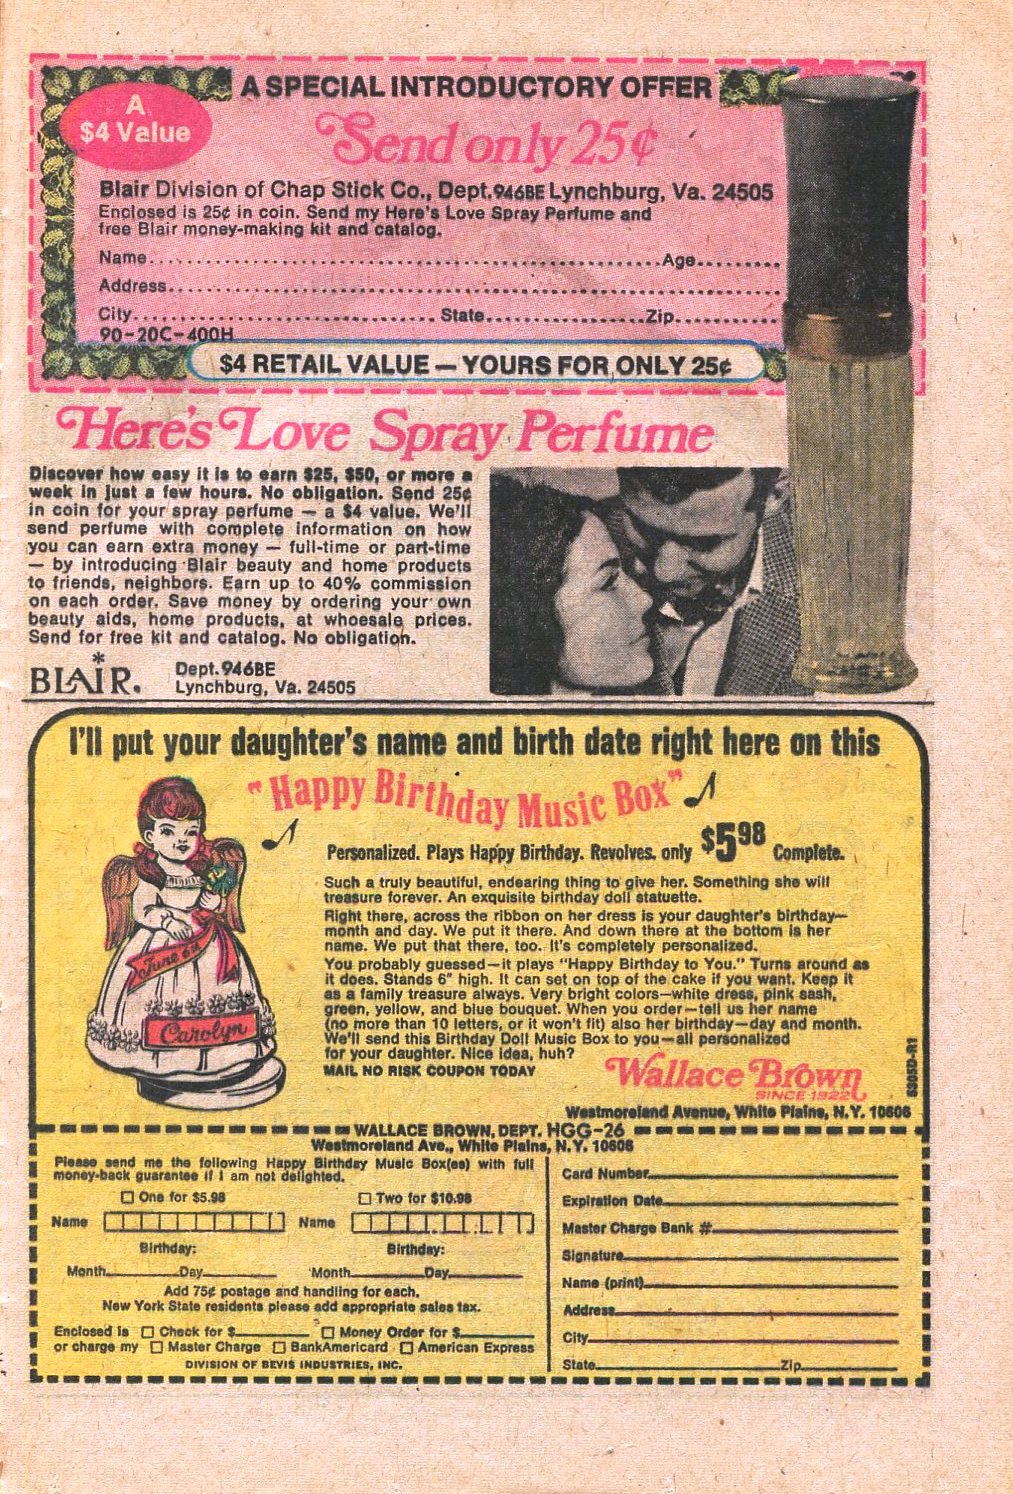 A SPECIAL INTRODUCTORY OFFER
A
$4 Value
Send only 25¢
Blair Division of Chap Stick Co., Dept.946BE Lynchburg, Va. 24505
Enclosed is 25¢ in coin. Send my Here's Love Spray Perfume and
free Blair money-making kit and catalog.
Name Age
Address
City State Zip
90-20C-400H
$4 RETAIL VALUE — YOURS FOR ONLY 25¢
Here's Love Spray Perfume
Discover how easy it is to earn $25, $50, or more a
week in just a few hours. No obligation. Send 25¢
in coin for your spray perfume — a $4 value. We'll
send perfume with complete information on how
you can earn extra money — full-time or part-time
— by introducing Blair beauty and home products
to friends, neighbors. Earn up to 40% commission
on each order. Save money by ordering your own
beauty aids, home products, at whoesale prices.
Send for free kit and catalog. No obligation.
BLAIR.
Dept.946BE
Lynchburg, Va. 24505
I'll put your daughter's name and birth date right here on this
"Happy Birthday Music Box"
Personalized. Plays Happy Birthday. Revolves. only $5 98 Complete.
Such a truly beautiful, endearing thing to give her. Something she will
treasure forever. An exquisite birthday doll statuette.
Right there, across the ribbon on her dress is your daughter's birthday—
month and day. We put it there. And down there at the bottom is her
name. We put that there, too. It's completely personalized.
You probably guessed—it plays "Happy Birthday to You." Turns around as
it does. Stands 6" high. It can set on top of the cake if you want. Keep it
as a family treasure always. Very bright colors—white dress, pink sash,
green, yellow, and blue bouquet. When you order—tell us her name
(no more than 10 letters, or it won't fit) also her birthday—day and month.
We'll send this Birthday Doll Music Box to you—all personalized
for your daughter. Nice idea, huh?
MAIL NO RISK COUPON TODAY
June 6th
Carolyn
Wallace Brown
SINCE 1922
Westmoreland Avenue, White Plains, N.Y. 10606
S305D-R1
WALLACE BROWN, DEPT. HGG-26
Westmoreland Ave., White Plains, N.Y. 10606
Please send me the following Happy Birthday Music Box(es) with full
money-back guarantee if I am not delighted.
One for $5.98 Two for $10.98
Name Name
Birthday: Birthday:
Month Day Month Day
Add 75¢ postage and handling for each.
New York State residents please add appropriate sales tax.
Enclosed is Check for $ Money Order for $
or charge my Master Charge BankAmericard American Express
DIVISION OF BEVIS INDUSTRIES, INC.
Card Number
Expiration Date
Master Charge Bank #
Signature
Name (print)
Address
City
State Zip